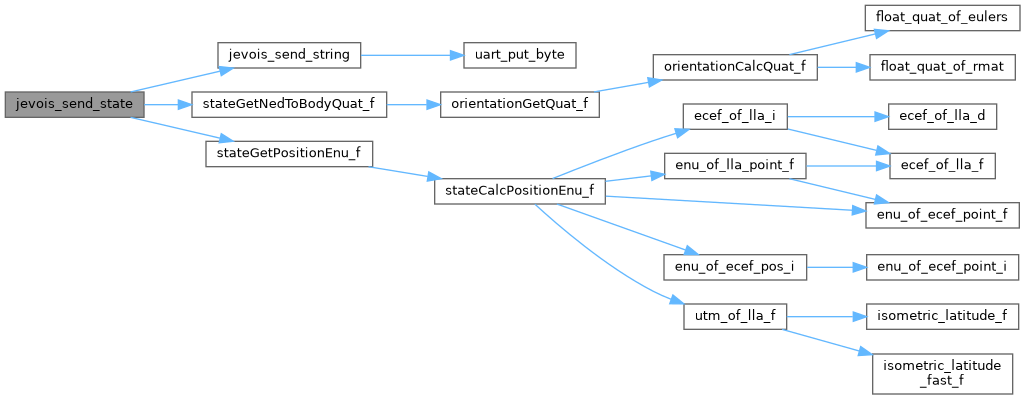 jevois_send_state
jevois_send_string
uart_put_byte
stateGetNedToBodyQuat_f
orientationGetQuat_f
orientationCalcQuat_f
float_quat_of_eulers
float_quat_of_rmat
stateGetPositionEnu_f
stateCalcPositionEnu_f
ecef_of_lla_i
ecef_of_lla_d
ecef_of_lla_f
enu_of_lla_point_f
enu_of_ecef_point_f
enu_of_ecef_pos_i
enu_of_ecef_point_i
utm_of_lla_f
isometric_latitude_f
isometric_latitude
_fast_f